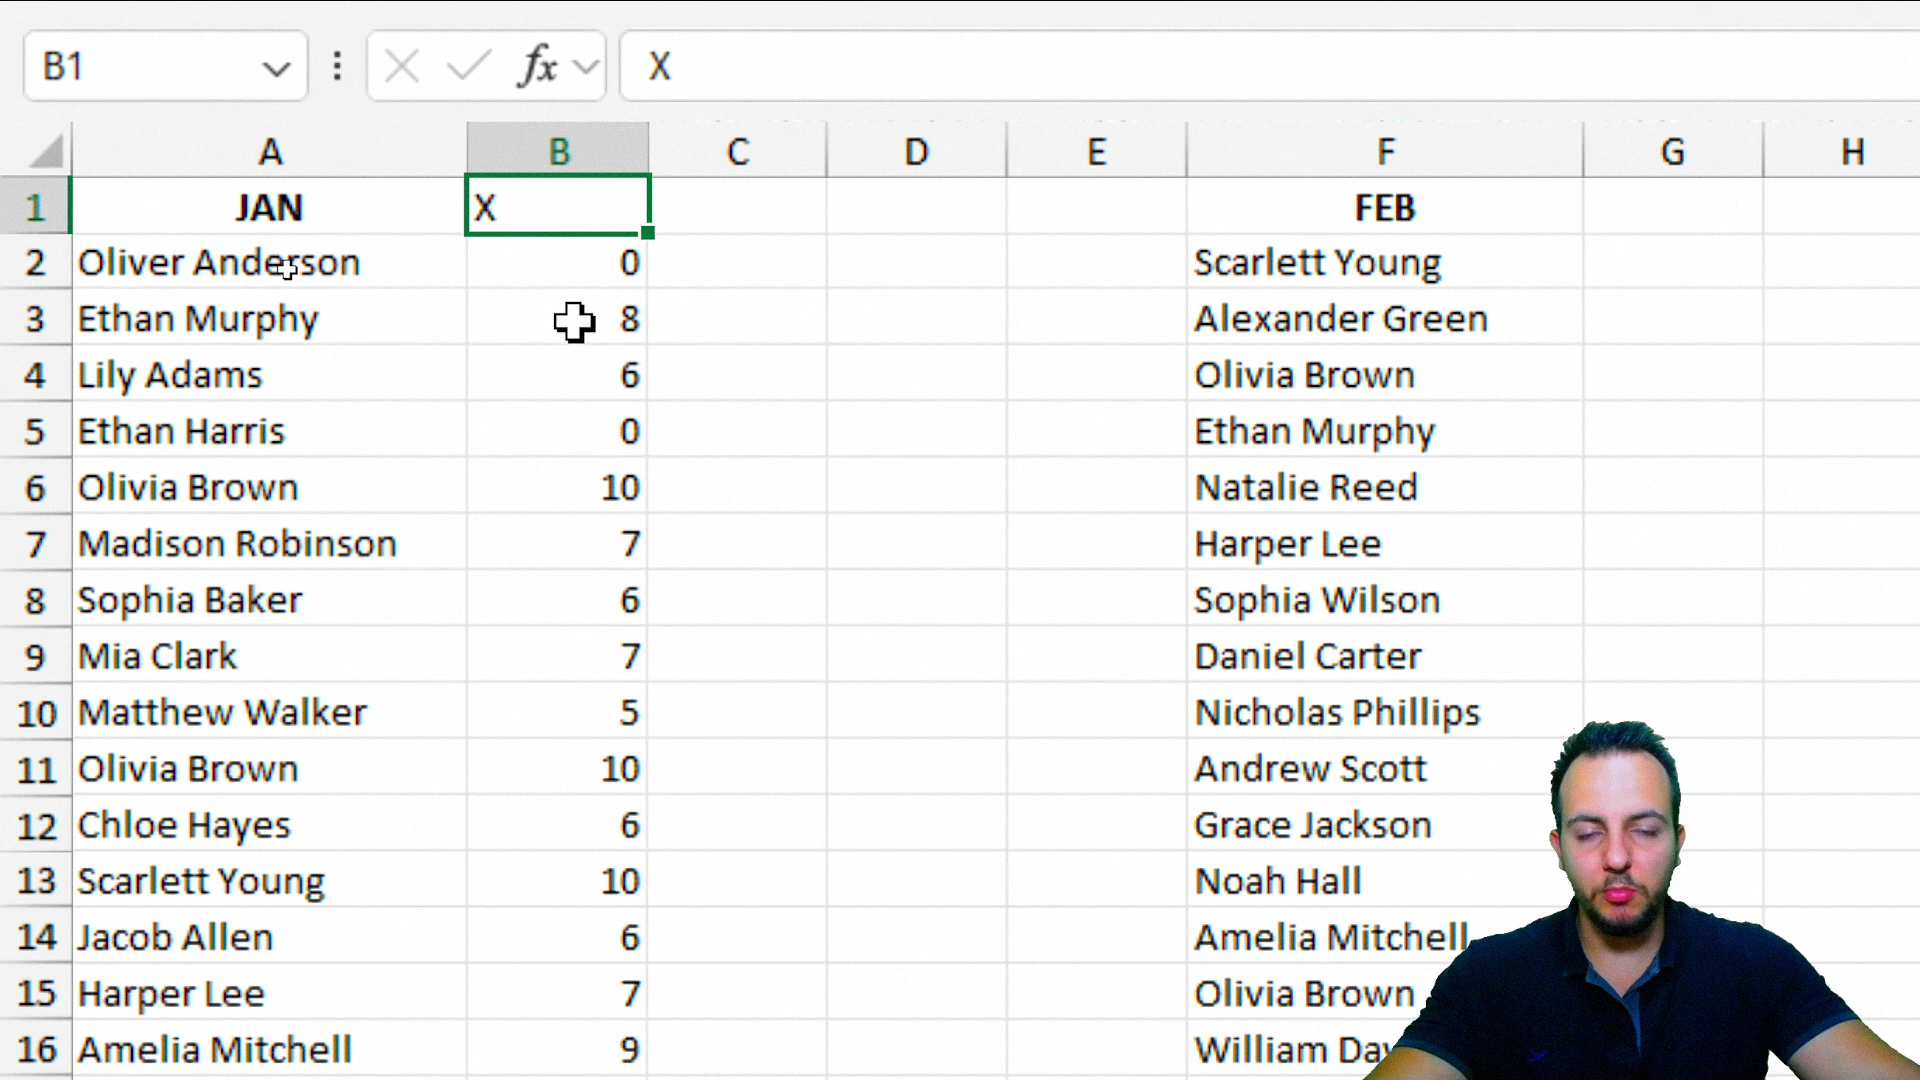 B1 fx X
A B C D E F G H
1 JAN X FEB
2 Oliver Anderson 0 Scarlett Young
3 Ethan Murphy 8 Alexander Green
4 Lily Adams 6 Olivia Brown
5 Ethan Harris 0 Ethan Murphy
6 Olivia Brown 10 Natalie Reed
7 Madison Robinson 7 Harper Lee
8 Sophia Baker 6 Sophia Wilson
9 Mia Clark 7 Daniel Carter
10 Matthew Walker 5 Nicholas Phillips
11 Olivia Brown 10 Andrew Scott
12 Chloe Hayes 6 Grace Jackson
13 Scarlett Young 10 Noah Hall
14 Jacob Allen 6 Amelia Mitchell
15 Harper Lee 7 Olivia Brown
16 Amelia Mitchell 9 William